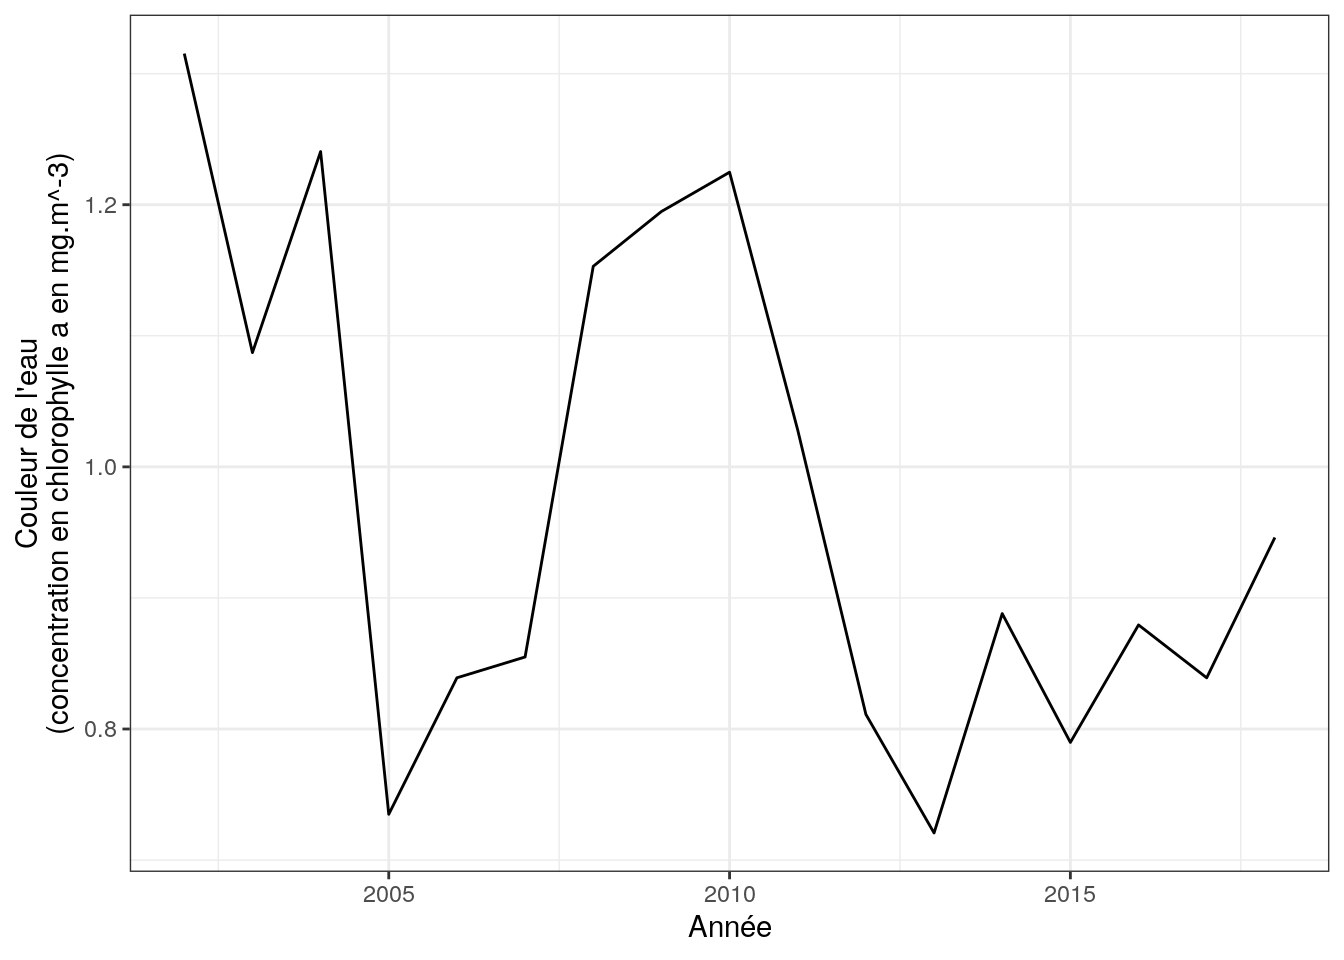 Couleur de l'eau
(concentration en chlorophylle a en mg.m^-3)
1.2
1.0
0.8
2005
2010
2015
Année